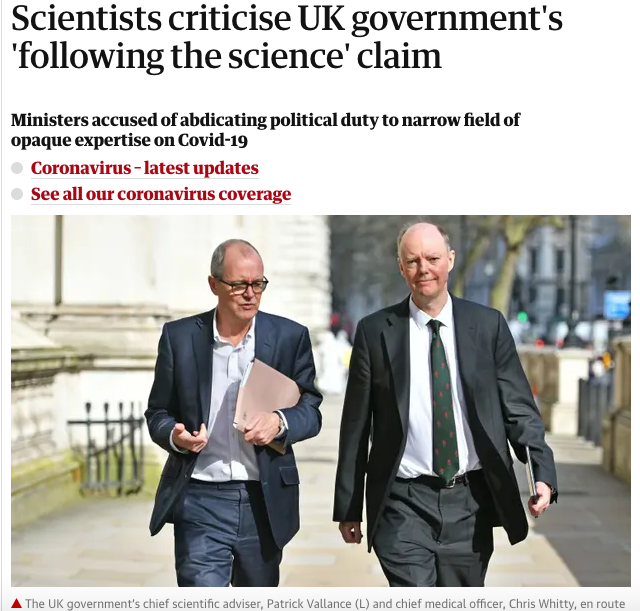 Scientists criticise UK government's
'following the science' claim
Ministers accused of abdicating political duty to narrow field of
opaque expertise on Covid-19
Coronavirus – latest updates
See all our coronavirus coverage
The UK government's chief scientific adviser, Patrick Vallance (L) and chief medical officer, Chris Whitty, en route